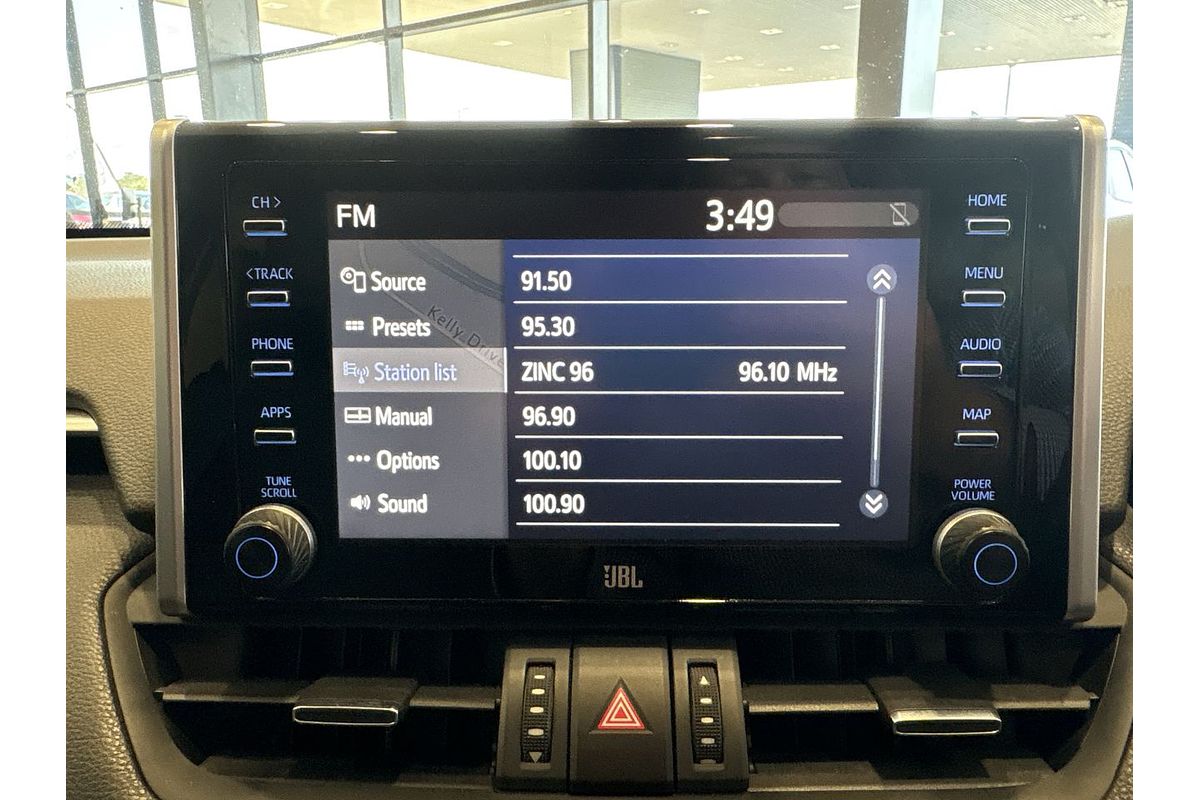 CH >
<TRACK
PHONE
APPS
TUNE
SCROLL
FM
3:49
Source
Presets
Station list
Manual
Options
Sound
Kelly Drive
91.50
95.30
ZINC 96 96.10 MHz
96.90
100.10
100.90
HOME
MENU
AUDIO
MAP
POWER
VOLUME
JBL